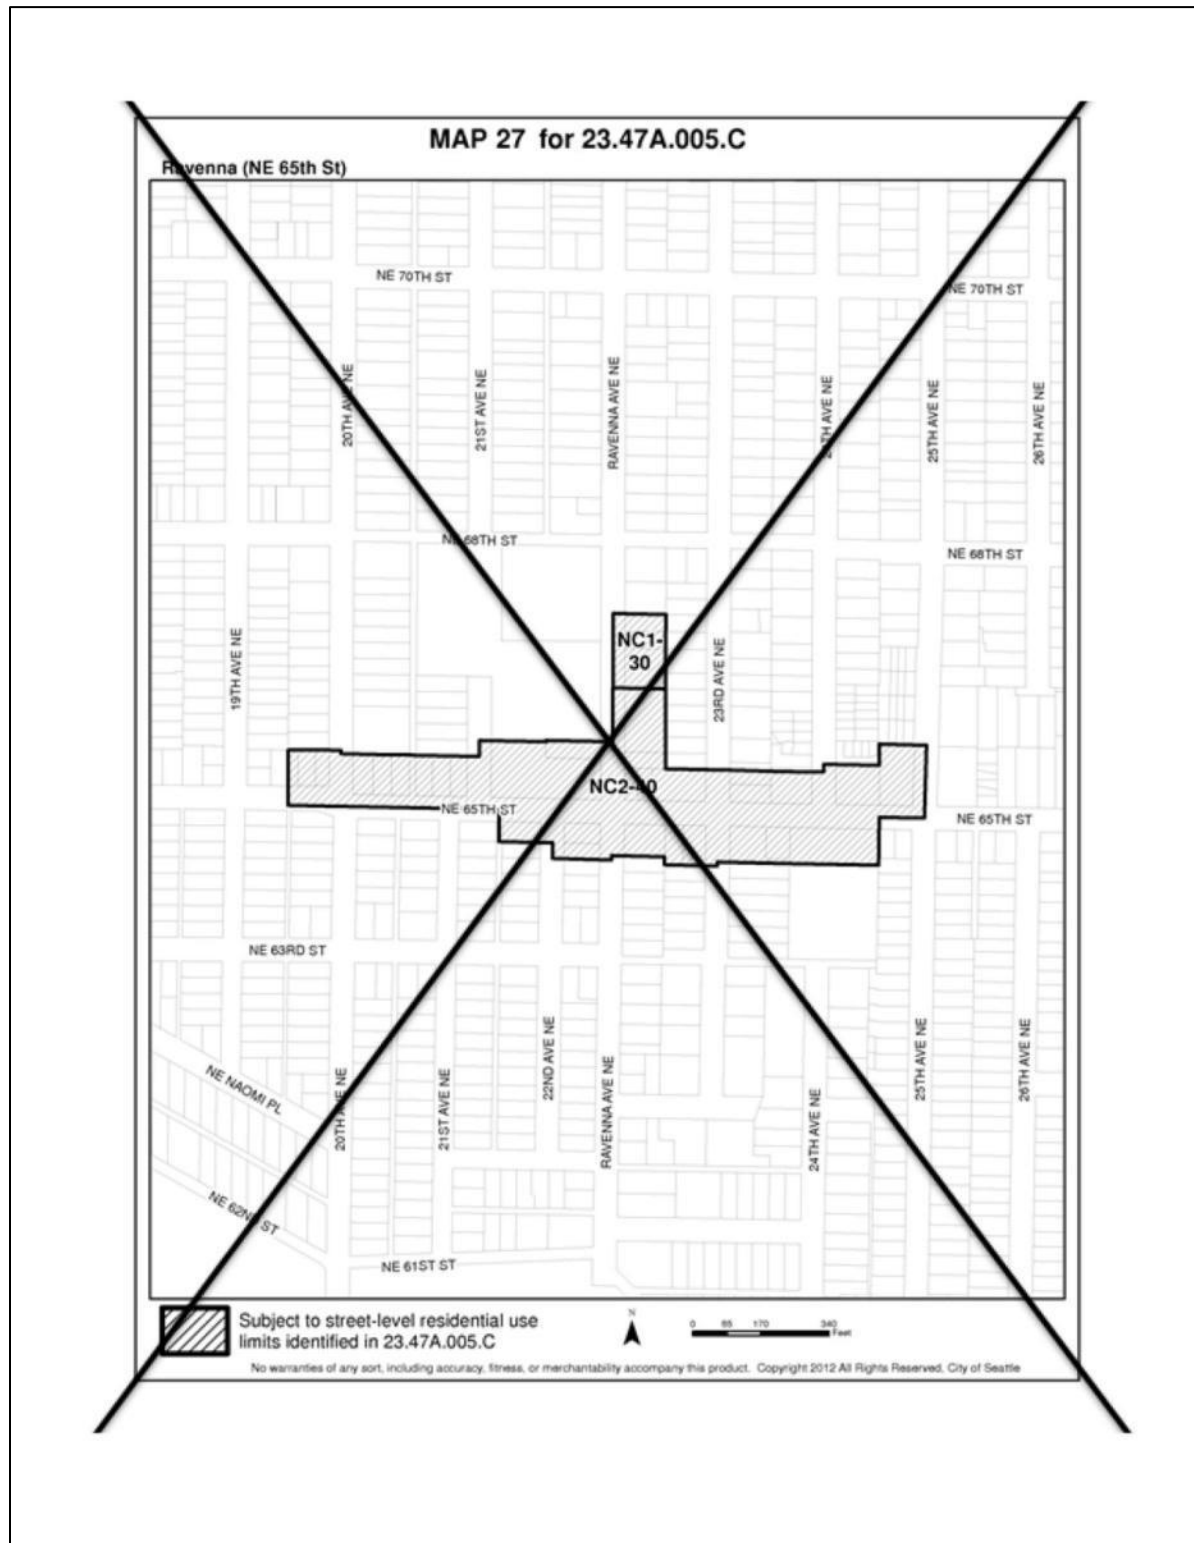 MAP 27 for 23.47A.005.C
Ravenna (NE 65th St)
NE 70TH ST
NE 70TH ST
20TH AVE NE
21ST AVE NE
RAVENNA AVE NE
24TH AVE NE
25TH AVE NE
26TH AVE NE
NE 68TH ST
NE 68TH ST
19TH AVE NE
NC1-
30
23RD AVE NE
NC2-40
NE 65TH ST
NE 65TH ST
NE 63RD ST
NE NAOMI PL
20TH AVE NE
21ST AVE NE
22ND AVE NE
RAVENNA AVE NE
24TH AVE NE
25TH AVE NE
26TH AVE NE
NE 62ND ST
NE 61ST ST
Subject to street-level residential use
limits identified in 23.47A.005.C
N
0 85 170 340
Feet
No warranties of any sort, including accuracy, fitness, or merchantability accompany this product. Copyright 2012 All Rights Reserved, City of Seattle